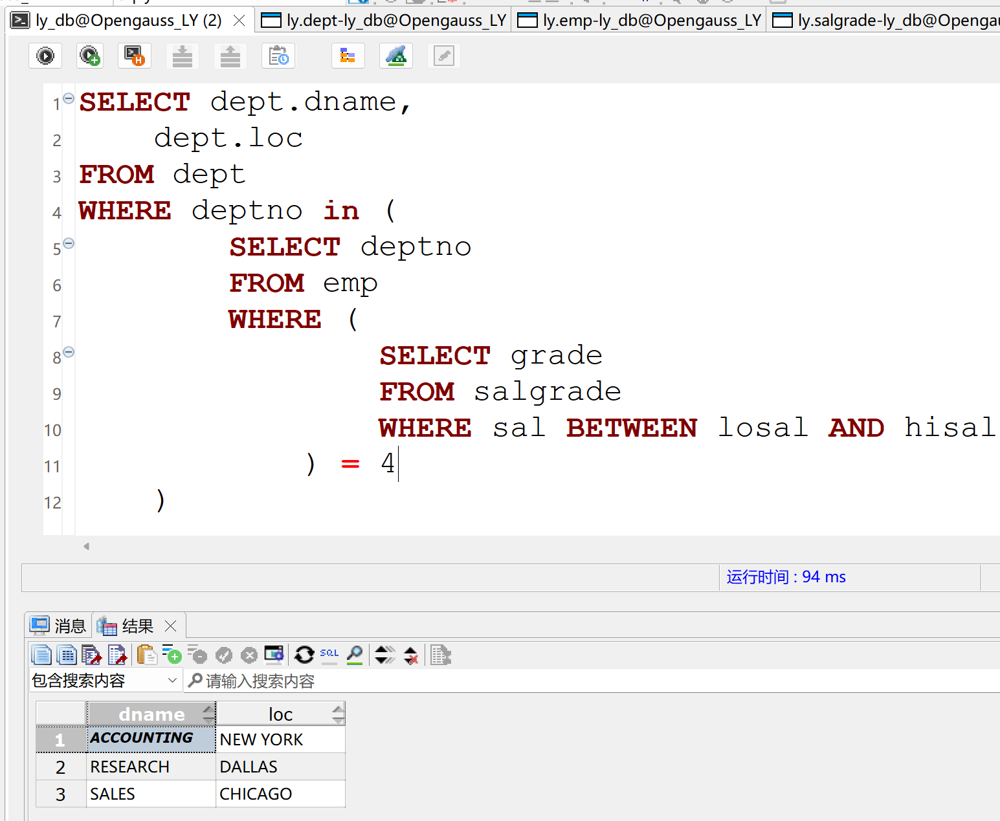 ly_db@Opengauss_LY (2) ly.dept-ly_db@Opengauss_LY ly.emp-ly_db@Opengauss_LY ly.salgrade-ly_db@Opengau
1 SELECT dept.dname,
2 dept.loc
3 FROM dept
4 WHERE deptno in (
5 SELECT deptno
6 FROM emp
7 WHERE (
8 SELECT grade
9 FROM salgrade
10 WHERE sal BETWEEN losal AND hisal
11 ) = 4
12 )
运行时间 : 94 ms
消息 结果
SQL
包含搜索内容 请输入搜索内容
dname loc
1 ACCOUNTING NEW YORK
2 RESEARCH DALLAS
3 SALES CHICAGO